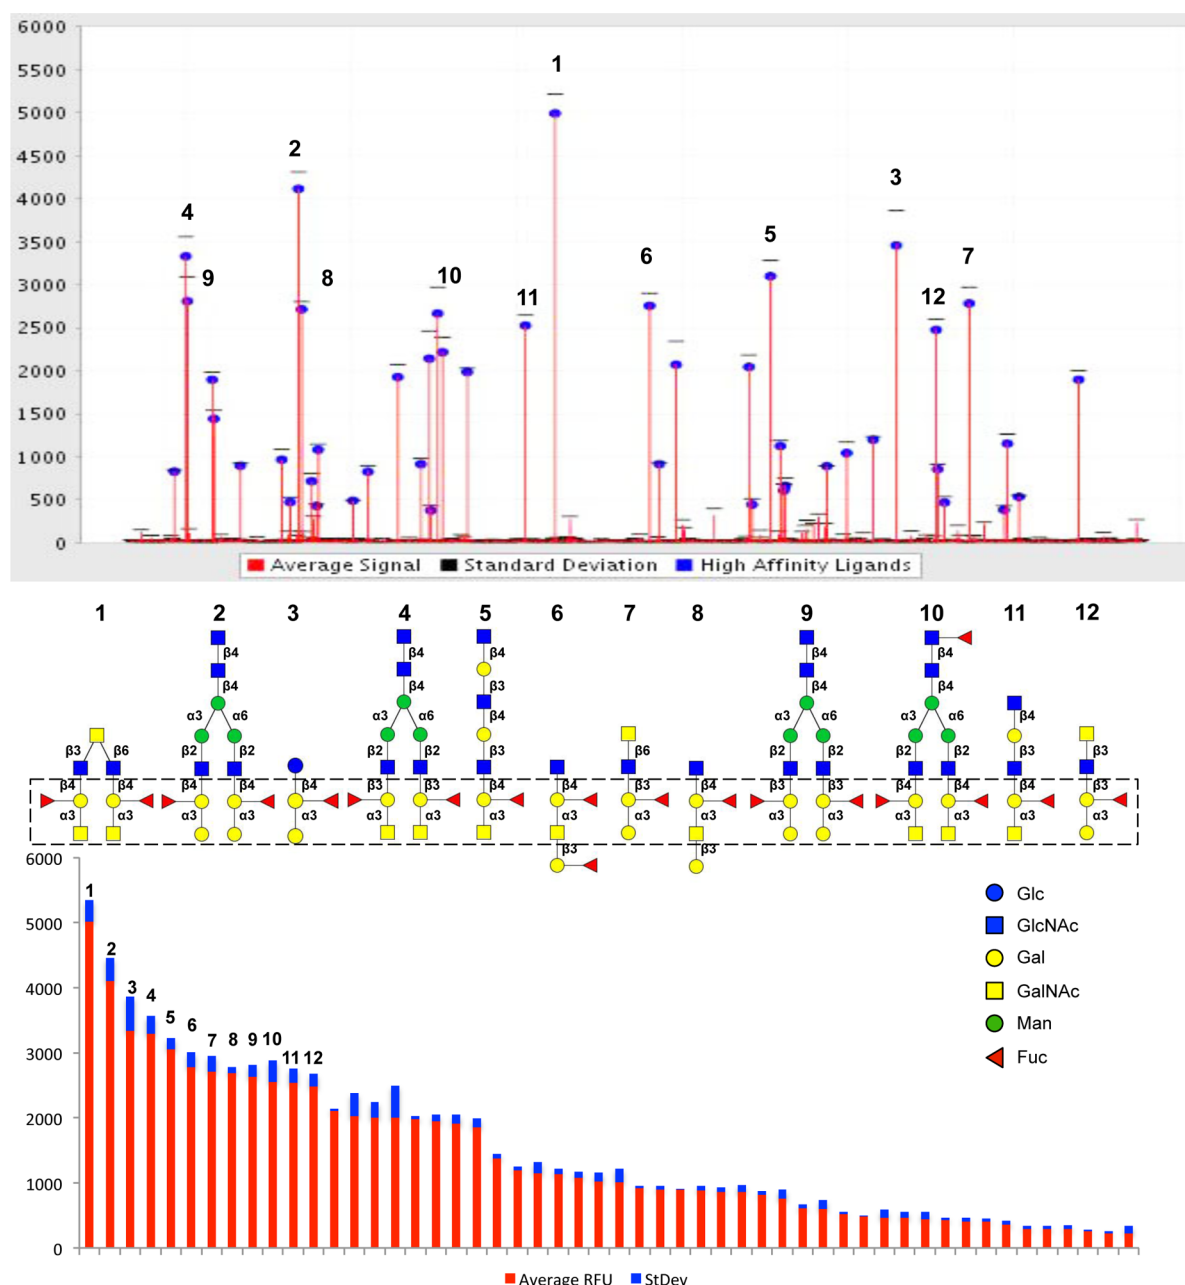 6000
5500
5000
4500
4000
3500
3000
2500
2000
1500
1000
500
0
1
2
3
4
5
6
7
8
9
10
11
12
Average Signal Standard Deviation High Affinity Ligands
1 2 3 4 5 6 7 8 9 10 11 12
β4 β4 β4 β4 β4
β4 β3 β4 β4 β4
α3 α6 α3 α6 β4 α3 α6 α3 α6 β4
β3 β6 β2 β2 β2 β2 β3 β6 β2 β2 β2 β2 β3 β3
β4 β4 β4 β4 β4 β3 β3 β4 β4 β3 β4 β3 β3 β4 β4 β4 β3
α3 α3 α3 α3 α3 α3 α3 α3 α3 α3 α3 α3 α3 α3 α3 α3 α3
β3 β3
6000
5000
4000
3000
2000
1000
0
1
2
3
4
5
6
7
8
9
10
11
12
Glc
GlcNAc
Gal
GalNAc
Man
Fuc
Average RFU StDev